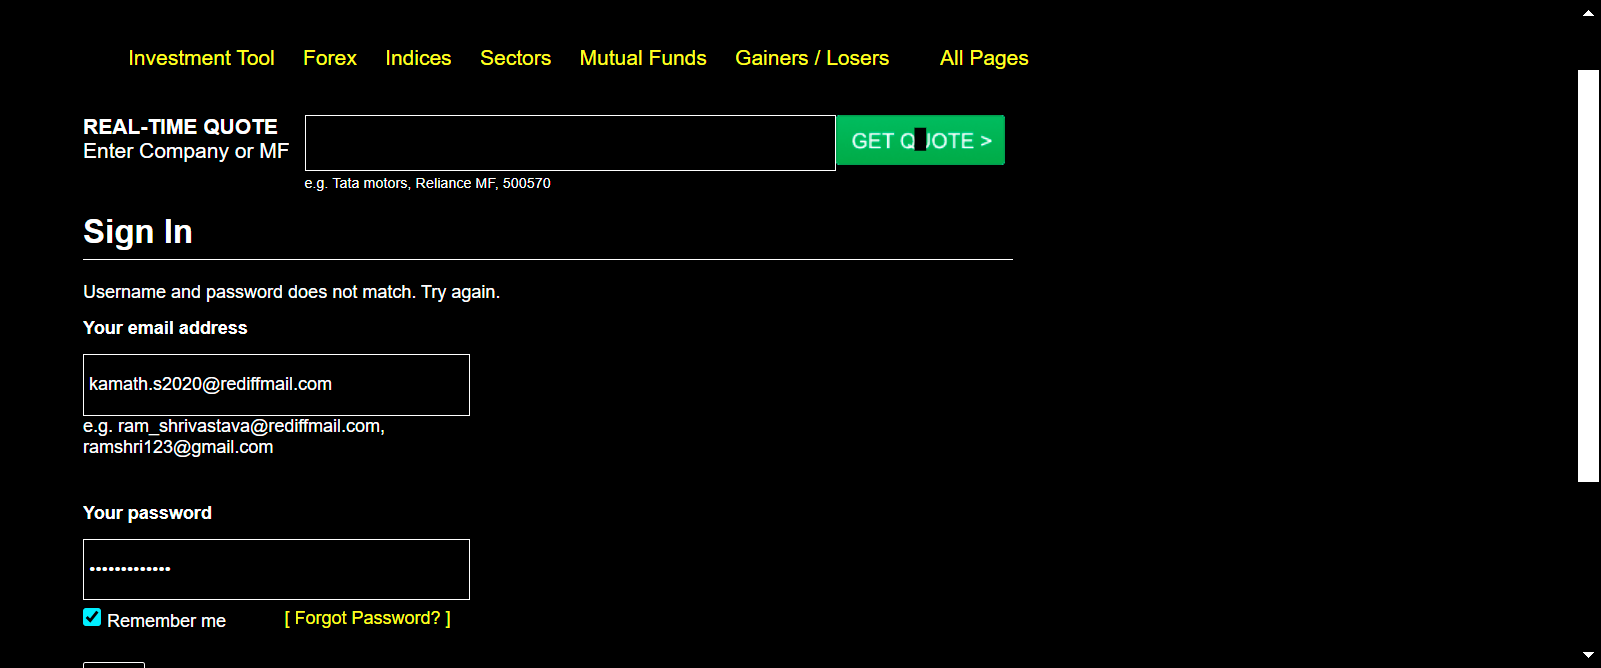 Investment Tool Forex Indices Sectors Mutual Funds Gainers / Losers All Pages
REAL-TIME QUOTE
Enter Company or MF
GET QUOTE >
e.g. Tata motors, Reliance MF, 500570
Sign In
Username and password does not match. Try again.
Your email address
kamath.s2020@rediffmail.com
e.g. ram_shrivastava@rediffmail.com,
ramshri123@gmail.com
Your password
•••••••••••••
Remember me [ Forgot Password? ]